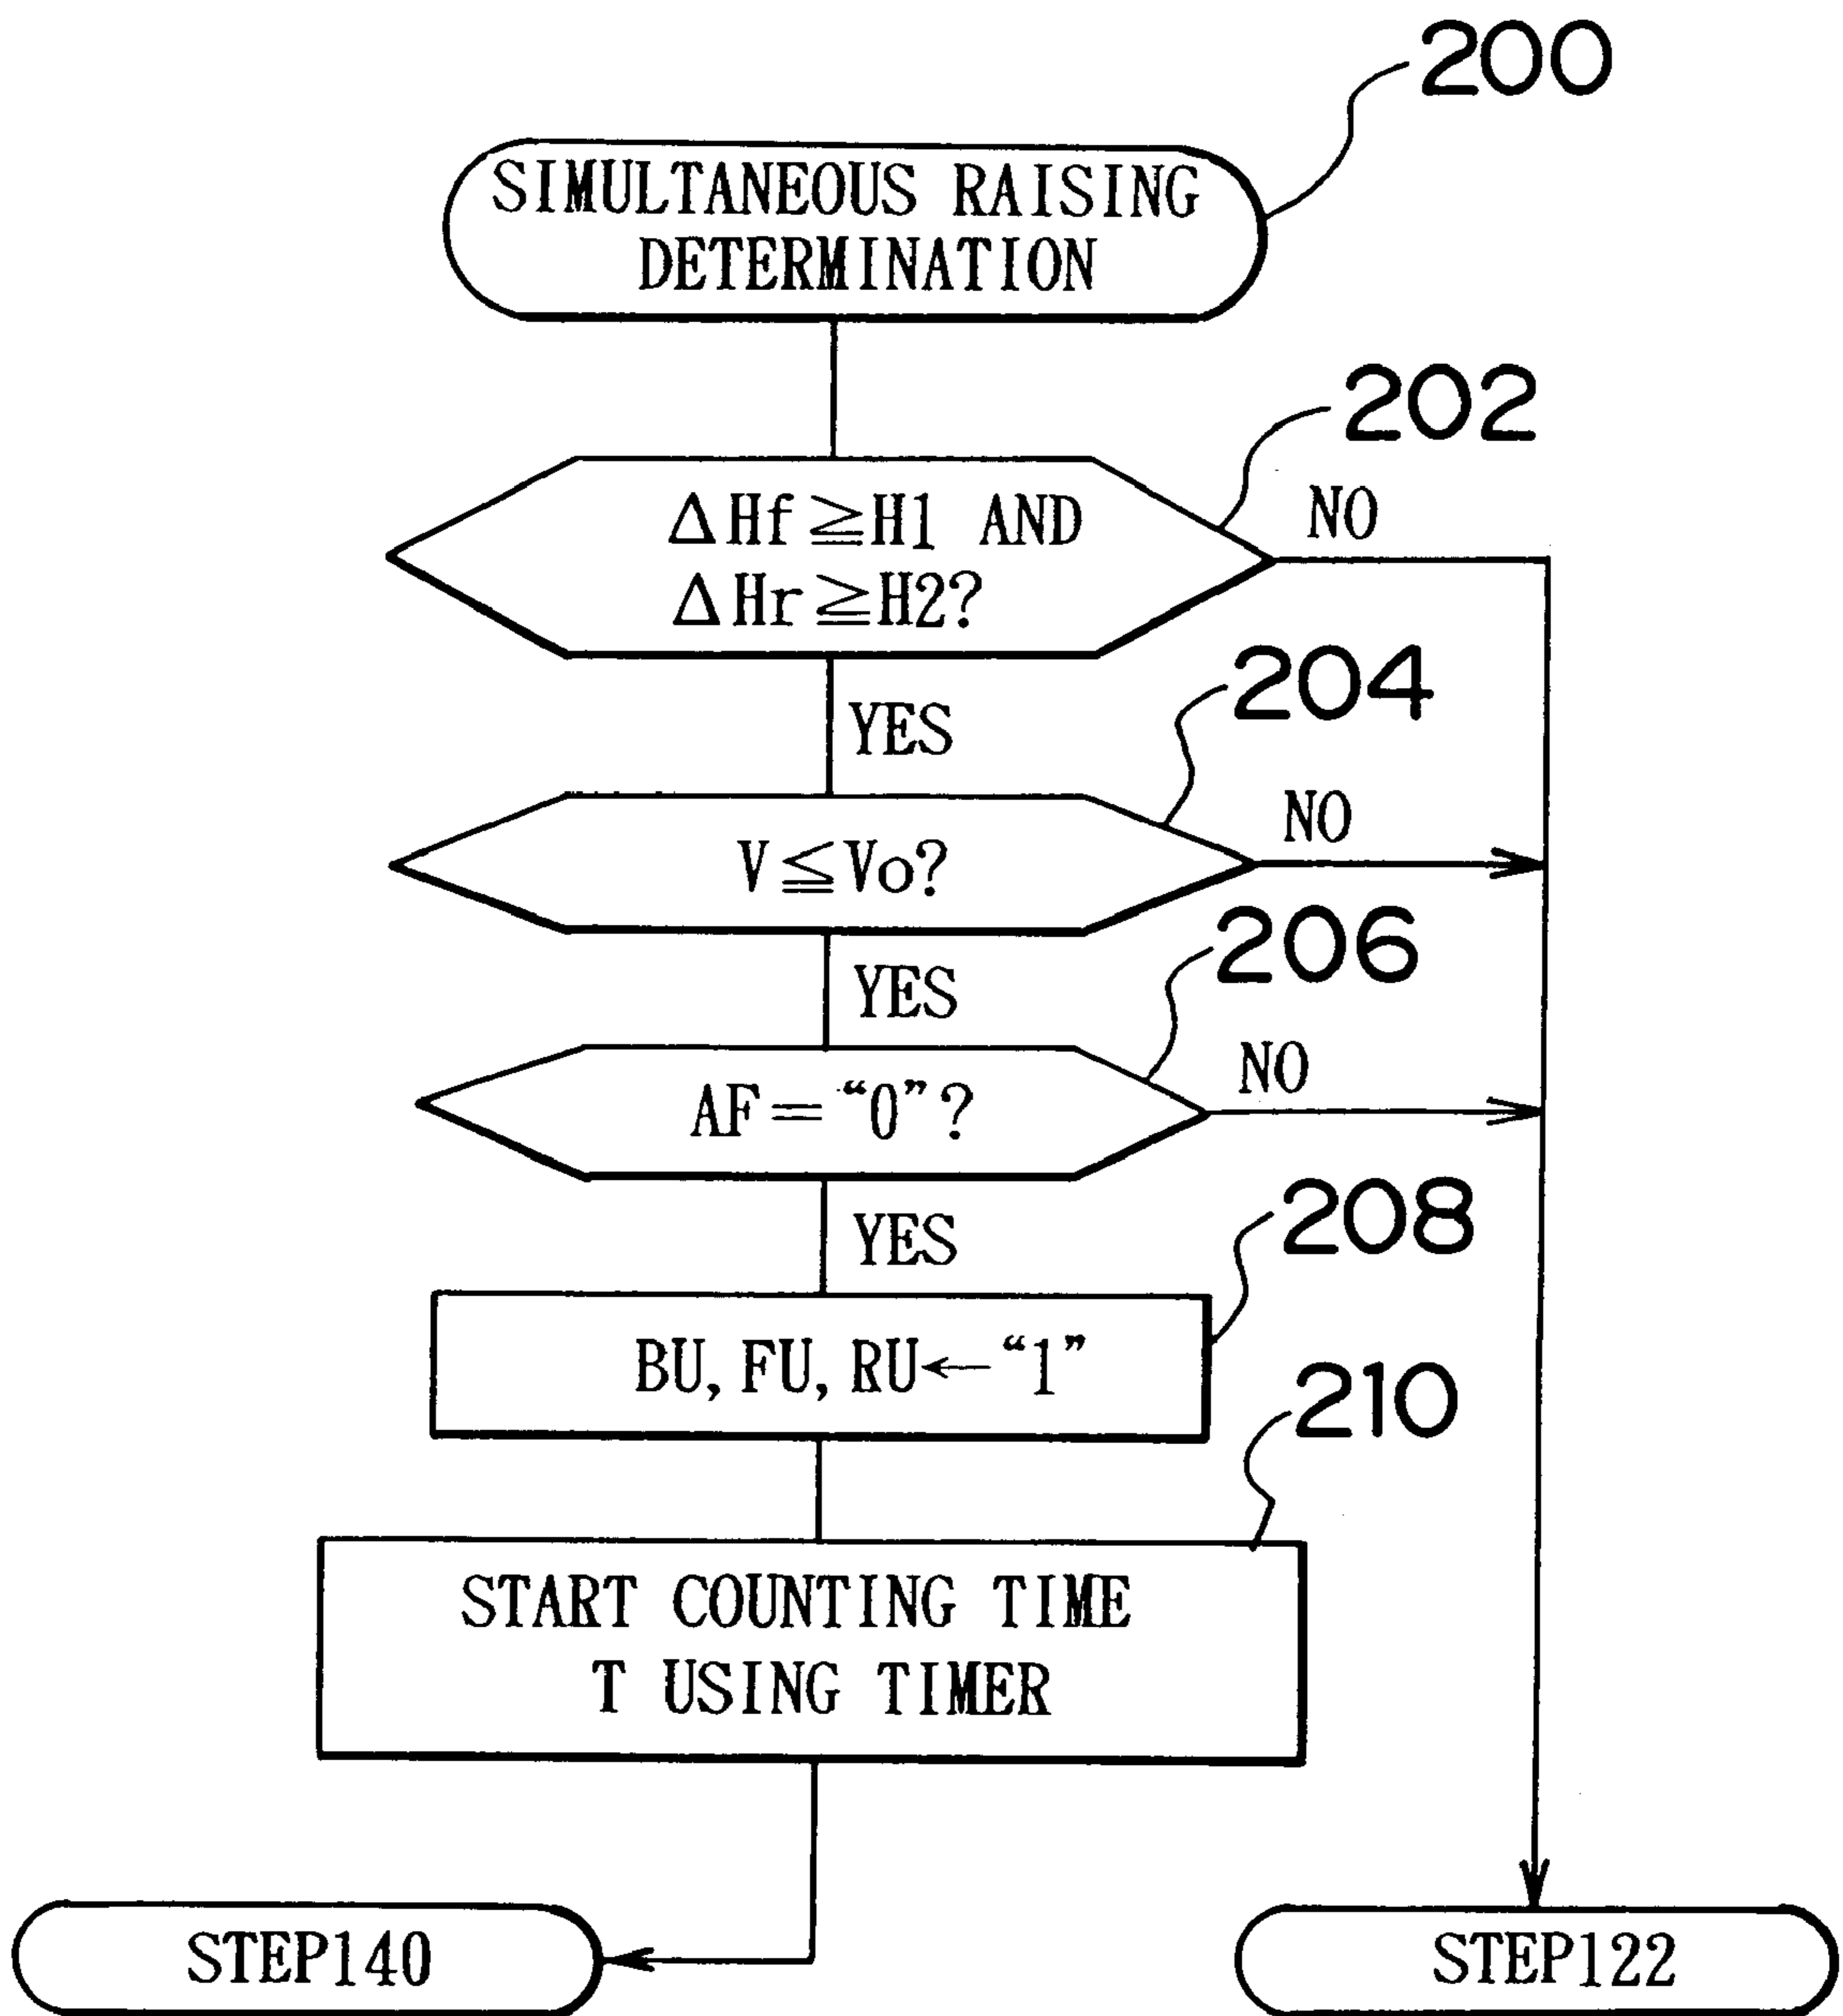 200
SIMULTANEOUS RAISING
DETERMINATION
202
ΔHf≧H1 AND
ΔHr≧H2?
NO
YES
204
V≦Vo?
NO
YES
206
AF=“0”?
NO
YES
208
BU, FU, RU←“1”
210
START COUNTING TIME
T USING TIMER
STEP140
STEP122